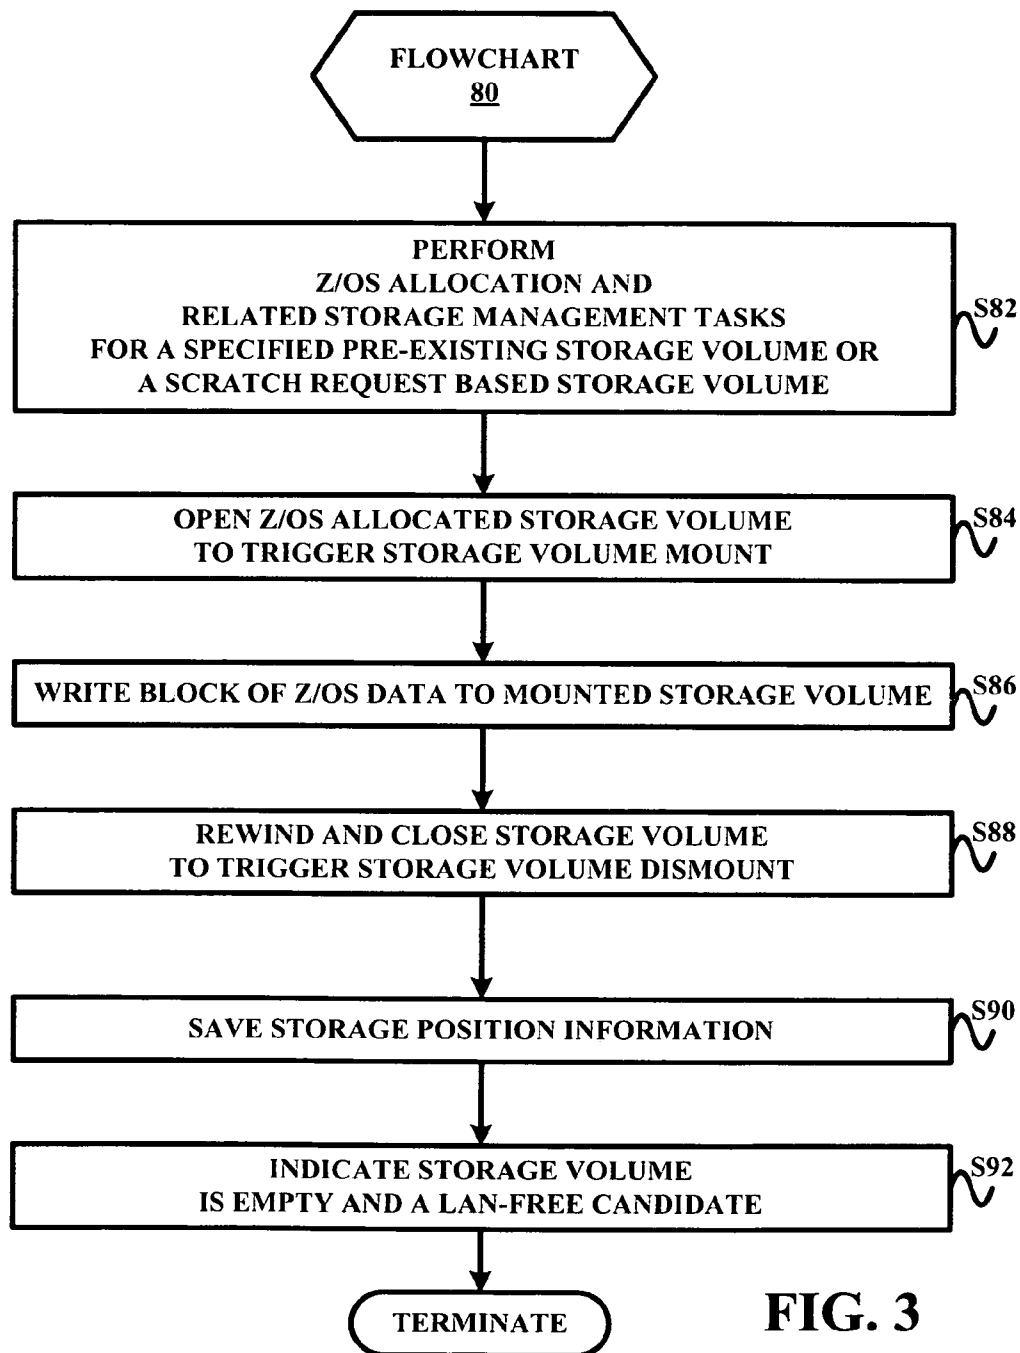 FLOWCHART
80
PERFORM
Z/OS ALLOCATION AND
RELATED STORAGE MANAGEMENT TASKS
FOR A SPECIFIED PRE-EXISTING STORAGE VOLUME OR
A SCRATCH REQUEST BASED STORAGE VOLUME
S82
OPEN Z/OS ALLOCATED STORAGE VOLUME
TO TRIGGER STORAGE VOLUME MOUNT
S84
WRITE BLOCK OF Z/OS DATA TO MOUNTED STORAGE VOLUME
S86
REWIND AND CLOSE STORAGE VOLUME
TO TRIGGER STORAGE VOLUME DISMOUNT
S88
SAVE STORAGE POSITION INFORMATION
S90
INDICATE STORAGE VOLUME
IS EMPTY AND A LAN-FREE CANDIDATE
S92
TERMINATE
FIG. 3